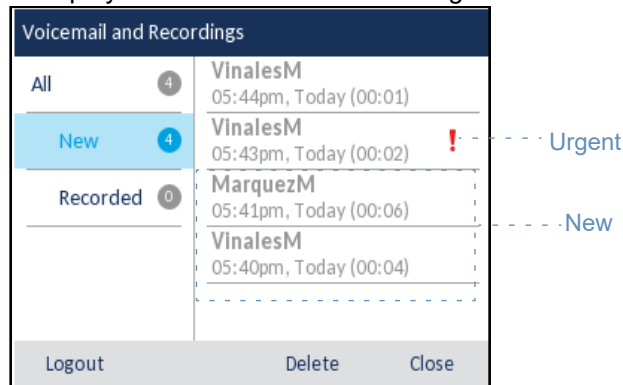 Voicemail and Recordings
All 4
New 4
Recorded 0
VinalesM
05:44pm, Today (00:01)
VinalesM
05:43pm, Today (00:02) !
Urgent
MarquezM
05:41pm, Today (00:06)
New
VinalesM
05:40pm, Today (00:04)
Logout Delete Close